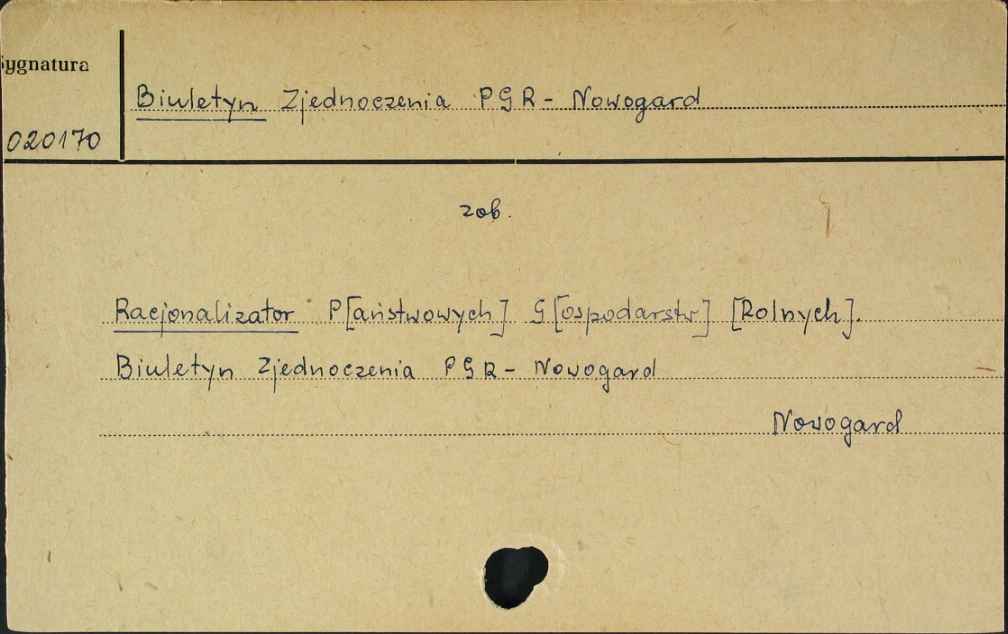 Sygnatura
Biuletyn Zjednoczenia PGR - Nowogard
020170
zob.
Racjonalizator P[aństwowych] G[ospodarstw] [Rolnych].
Biuletyn Zjednoczenia PGR - Nowogard
Nowogard